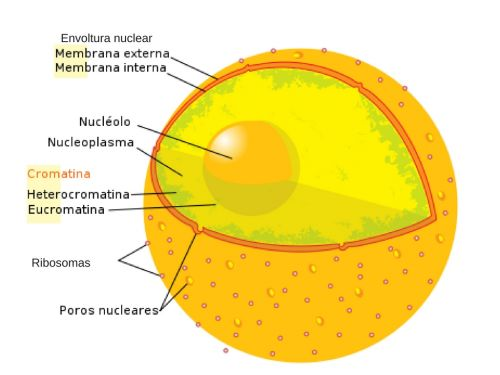 Envoltura nuclear
Membrana externa
Membrana interna
Nucléolo
Nucleoplasma
Cromatina
Heterocromatina
Eucromatina
Ribosomas
Poros nucleares